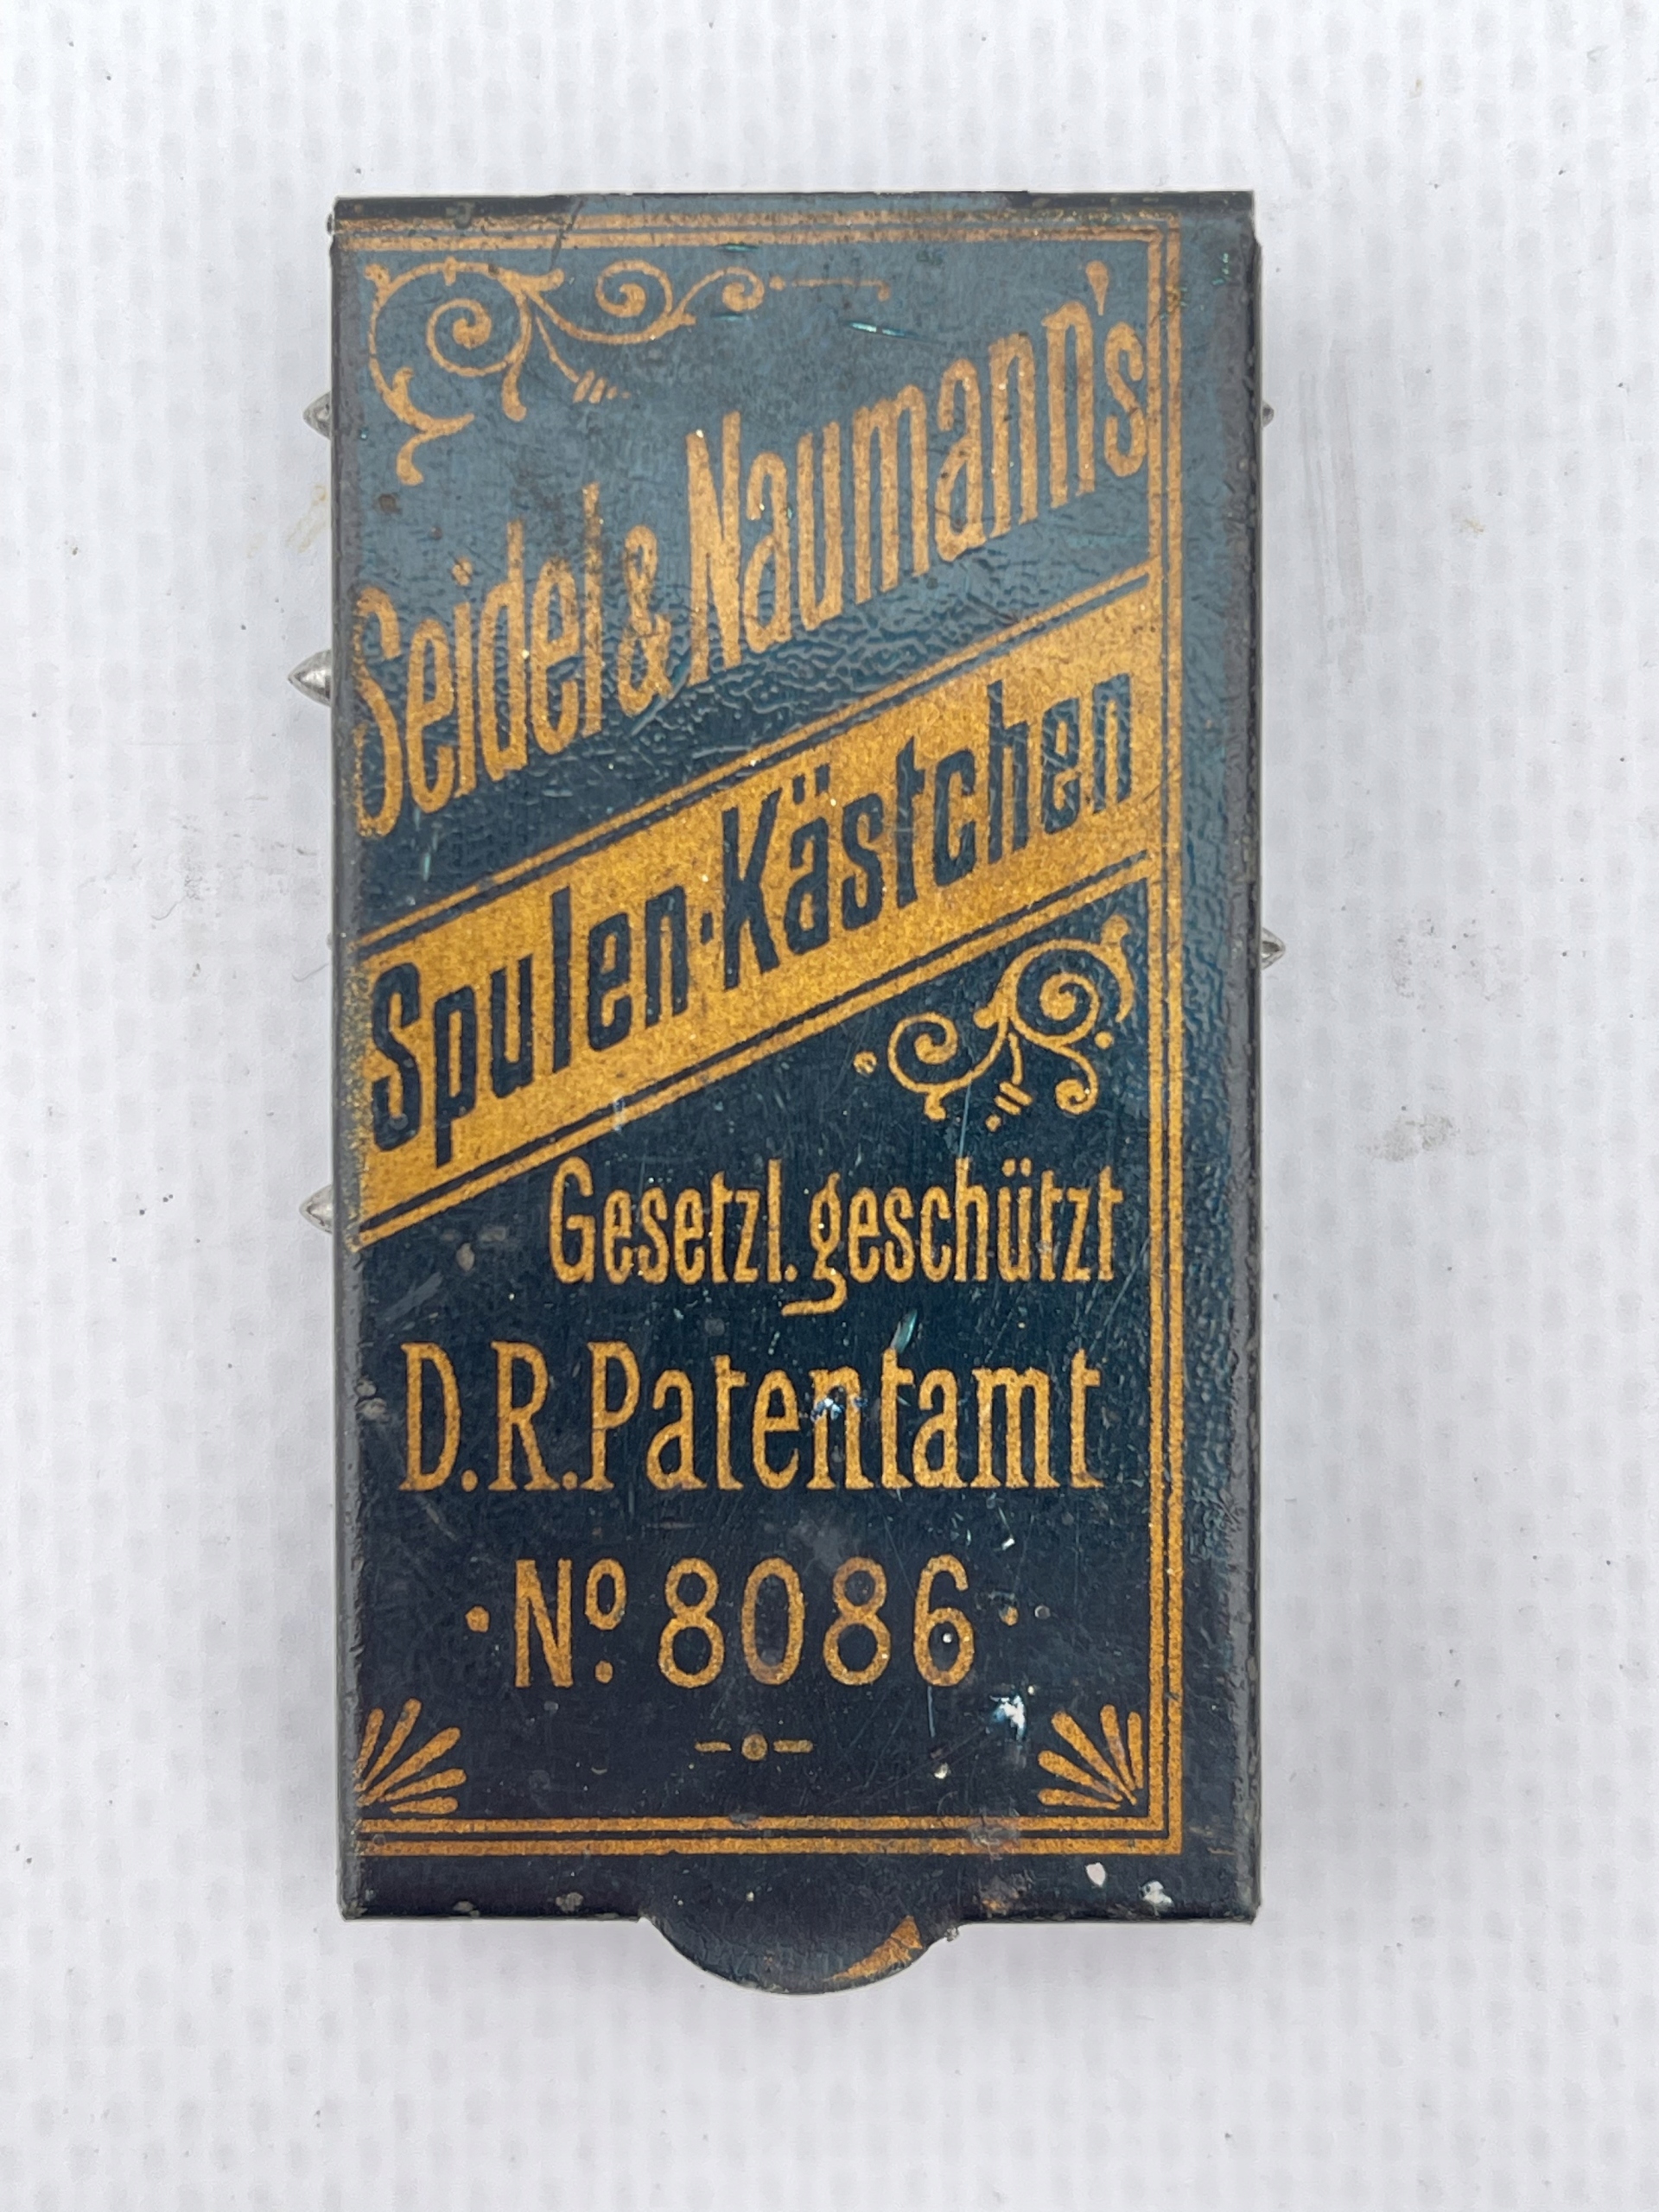 Seidel & Naumann's
Spulen-Kästchen
Gesetzl. geschützt
D.R.Patentamt
·Nº 8086·